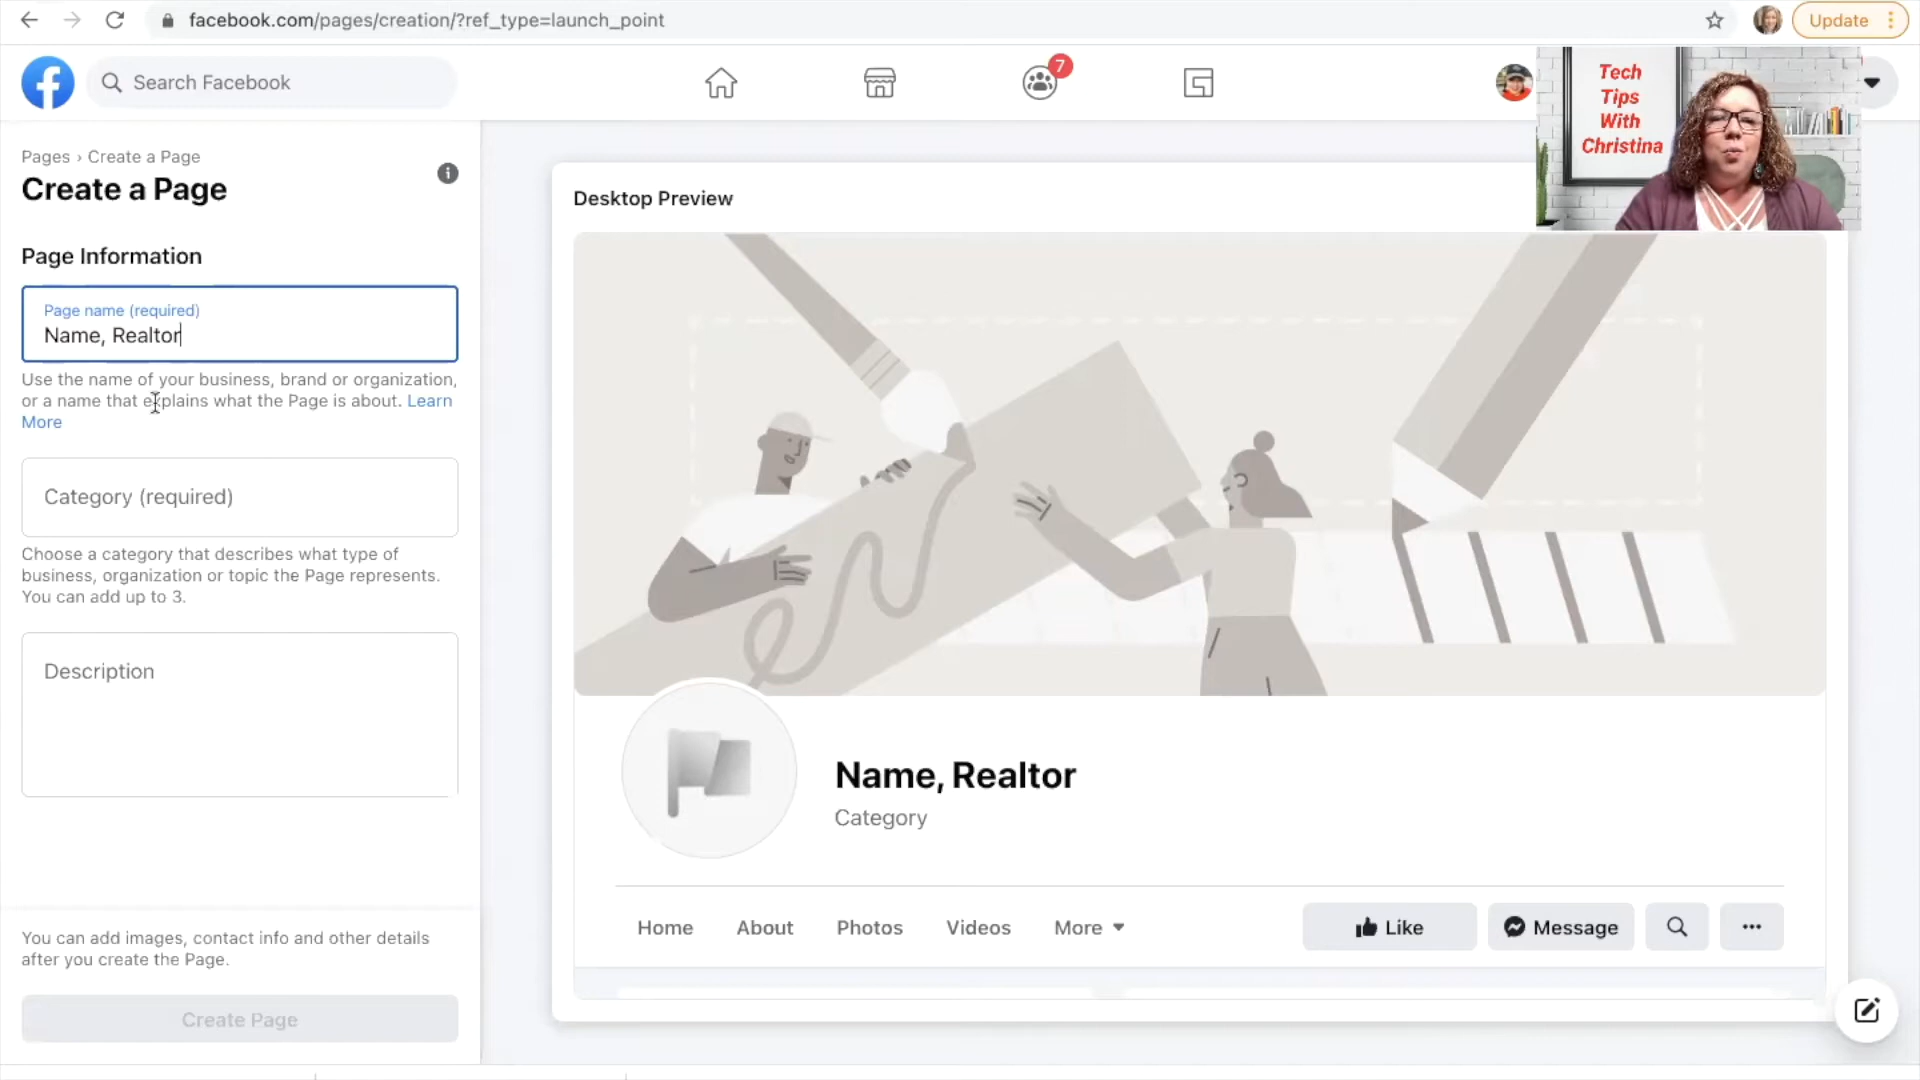 facebook.com/pages/creation/?ref_type=launch_point
Update
Search Facebook
7
Tech
Tips
With
Christina
Pages › Create a Page
Create a Page
Page Information
Page name (required)
Name, Realtor
Use the name of your business, brand or organization,
or a name that explains what the Page is about. Learn
More
Category (required)
Choose a category that describes what type of
business, organization or topic the Page represents.
You can add up to 3.
Description
You can add images, contact info and other details
after you create the Page.
Create Page
Desktop Preview
Name, Realtor
Category
Home
About
Photos
Videos
More
Like
Message